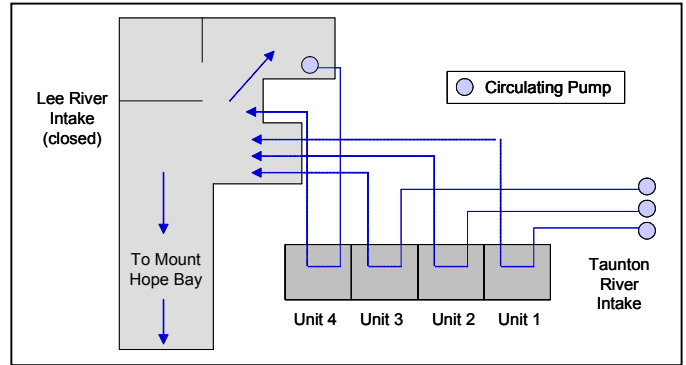 Lee River
Intake
(closed)
Circulating Pump
To Mount
Hope Bay
Taunton
River
Intake
Unit 4
Unit 3
Unit 2
Unit 1